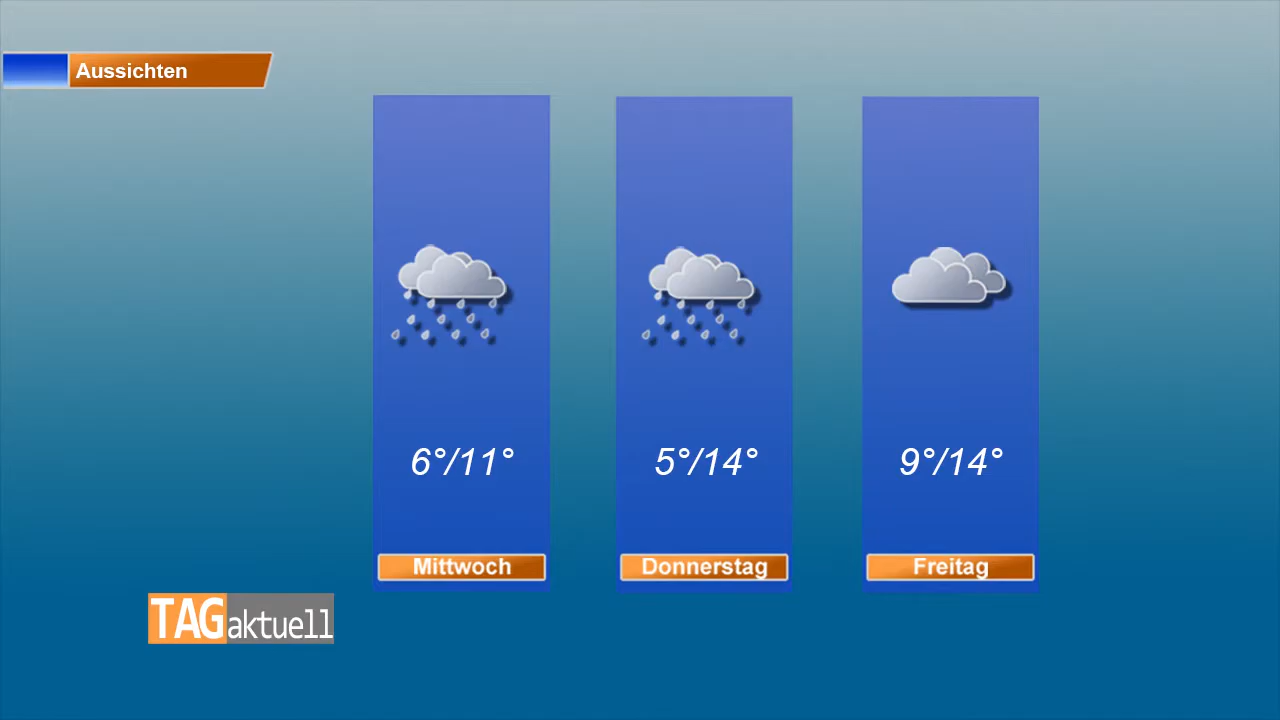 Aussichten
6°/11°
5°/14°
9°/14°
Mittwoch
Donnerstag
Freitag
TAGaktuell